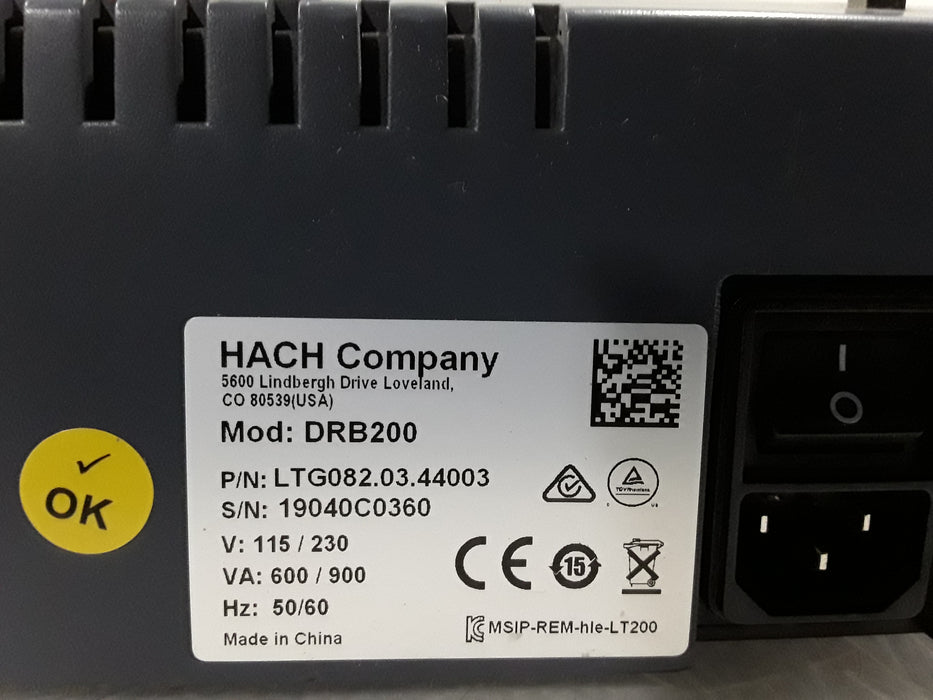 HACH Company
5600 Lindbergh Drive Loveland,
CO 80539(USA)
Mod: DRB200
P/N: LTG082.03.44003
S/N: 19040C0360
V: 115 / 230
VA: 600 / 900
Hz: 50/60
Made in China
CE
15
MSIP-REM-hle-LT200
OK
I
O